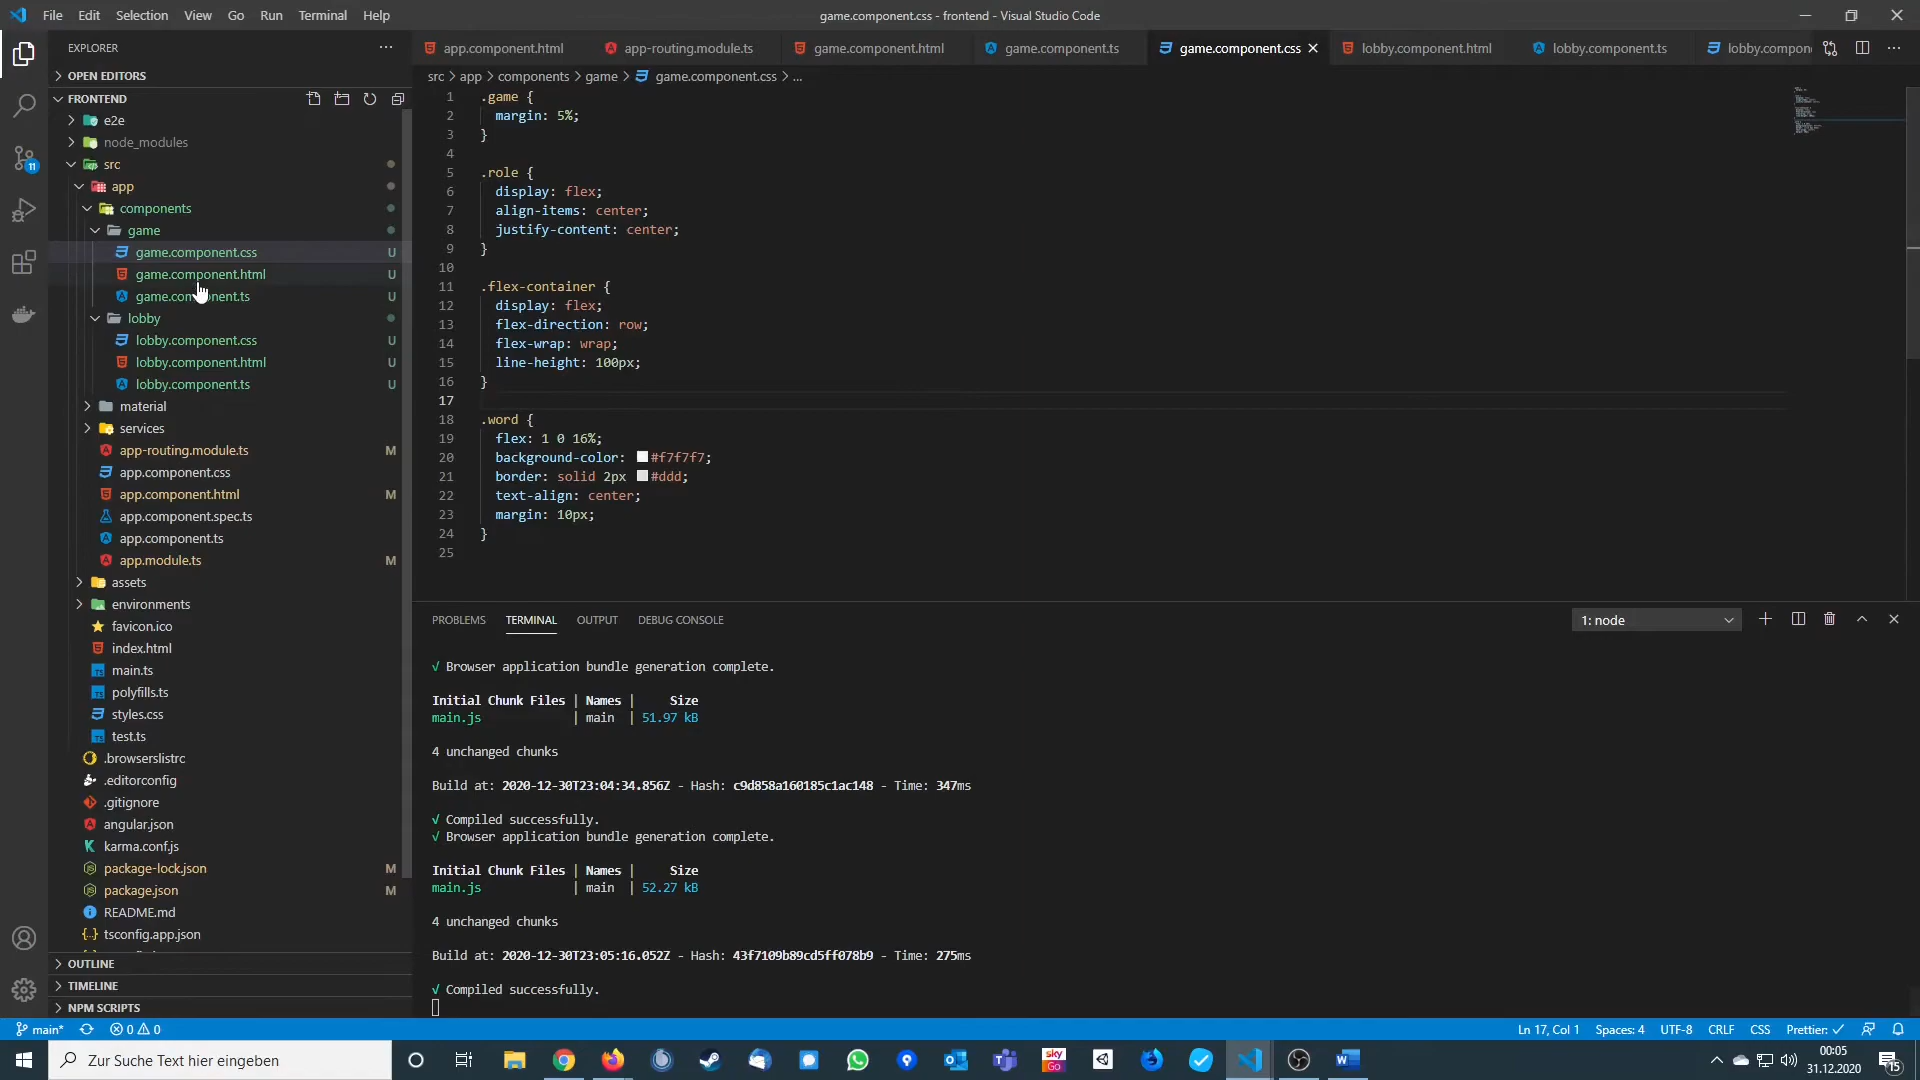 File Edit Selection View Go Run Terminal Help
game.component.css - frontend - Visual Studio Code
EXPLORER
OPEN EDITORS
FRONTEND
e2e
node_modules
src
app
components
game
game.component.css U
game.component.html U
game.component.ts U
lobby
lobby.component.css U
lobby.component.html U
lobby.component.ts U
material
services
app-routing.module.ts M
app.component.css
app.component.html M
app.component.spec.ts
app.component.ts
app.module.ts M
assets
environments
favicon.ico
index.html
main.ts
polyfills.ts
styles.css
test.ts
.browserslistrc
.editorconfig
.gitignore
angular.json
karma.conf.js
package-lock.json M
package.json M
README.md
tsconfig.app.json
OUTLINE
TIMELINE
NPM SCRIPTS
11
app.component.html app-routing.module.ts game.component.html game.component.ts game.component.css lobby.component.html lobby.component.ts lobby.compon
src > app > components > game > game.component.css > ...
1 .game {
2 margin: 5%;
3 }
4
5 .role {
6 display: flex;
7 align-items: center;
8 justify-content: center;
9 }
10
11 .flex-container {
12 display: flex;
13 flex-direction: row;
14 flex-wrap: wrap;
15 line-height: 100px;
16 }
17
18 .word {
19 flex: 1 0 16%;
20 background-color: #f7f7f7;
21 border: solid 2px #ddd;
22 text-align: center;
23 margin: 10px;
24 }
25
PROBLEMS TERMINAL OUTPUT DEBUG CONSOLE
1: node
√ Browser application bundle generation complete.
Initial Chunk Files | Names | Size
main.js | main | 51.97 kB
4 unchanged chunks
Build at: 2020-12-30T23:04:34.856Z - Hash: c9d858a160185c1ac148 - Time: 347ms
√ Compiled successfully.
√ Browser application bundle generation complete.
Initial Chunk Files | Names | Size
main.js | main | 52.27 kB
4 unchanged chunks
Build at: 2020-12-30T23:05:16.052Z - Hash: 43f7109b89cd5ff078b9 - Time: 275ms
√ Compiled successfully.
main* 0 0
Ln 17, Col 1 Spaces: 4 UTF-8 CRLF CSS Prettier: ✓
Zur Suche Text hier eingeben
sky
Go
00:05
31.12.2020
15